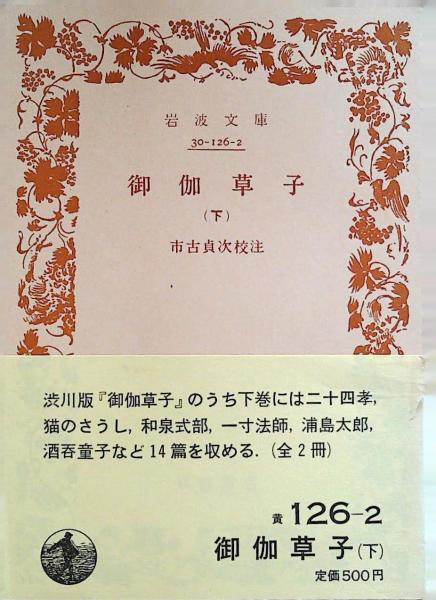 岩波文庫
30-126-2
御伽草子
(下)
市古貞次校注
渋川版『御伽草子』のうち下巻には二十四孝,
猫のさうし, 和泉式部, 一寸法師, 浦島太郎,
酒呑童子など14篇を収める. (全2冊)
黄 126-2
御伽草子(下)
定価500円